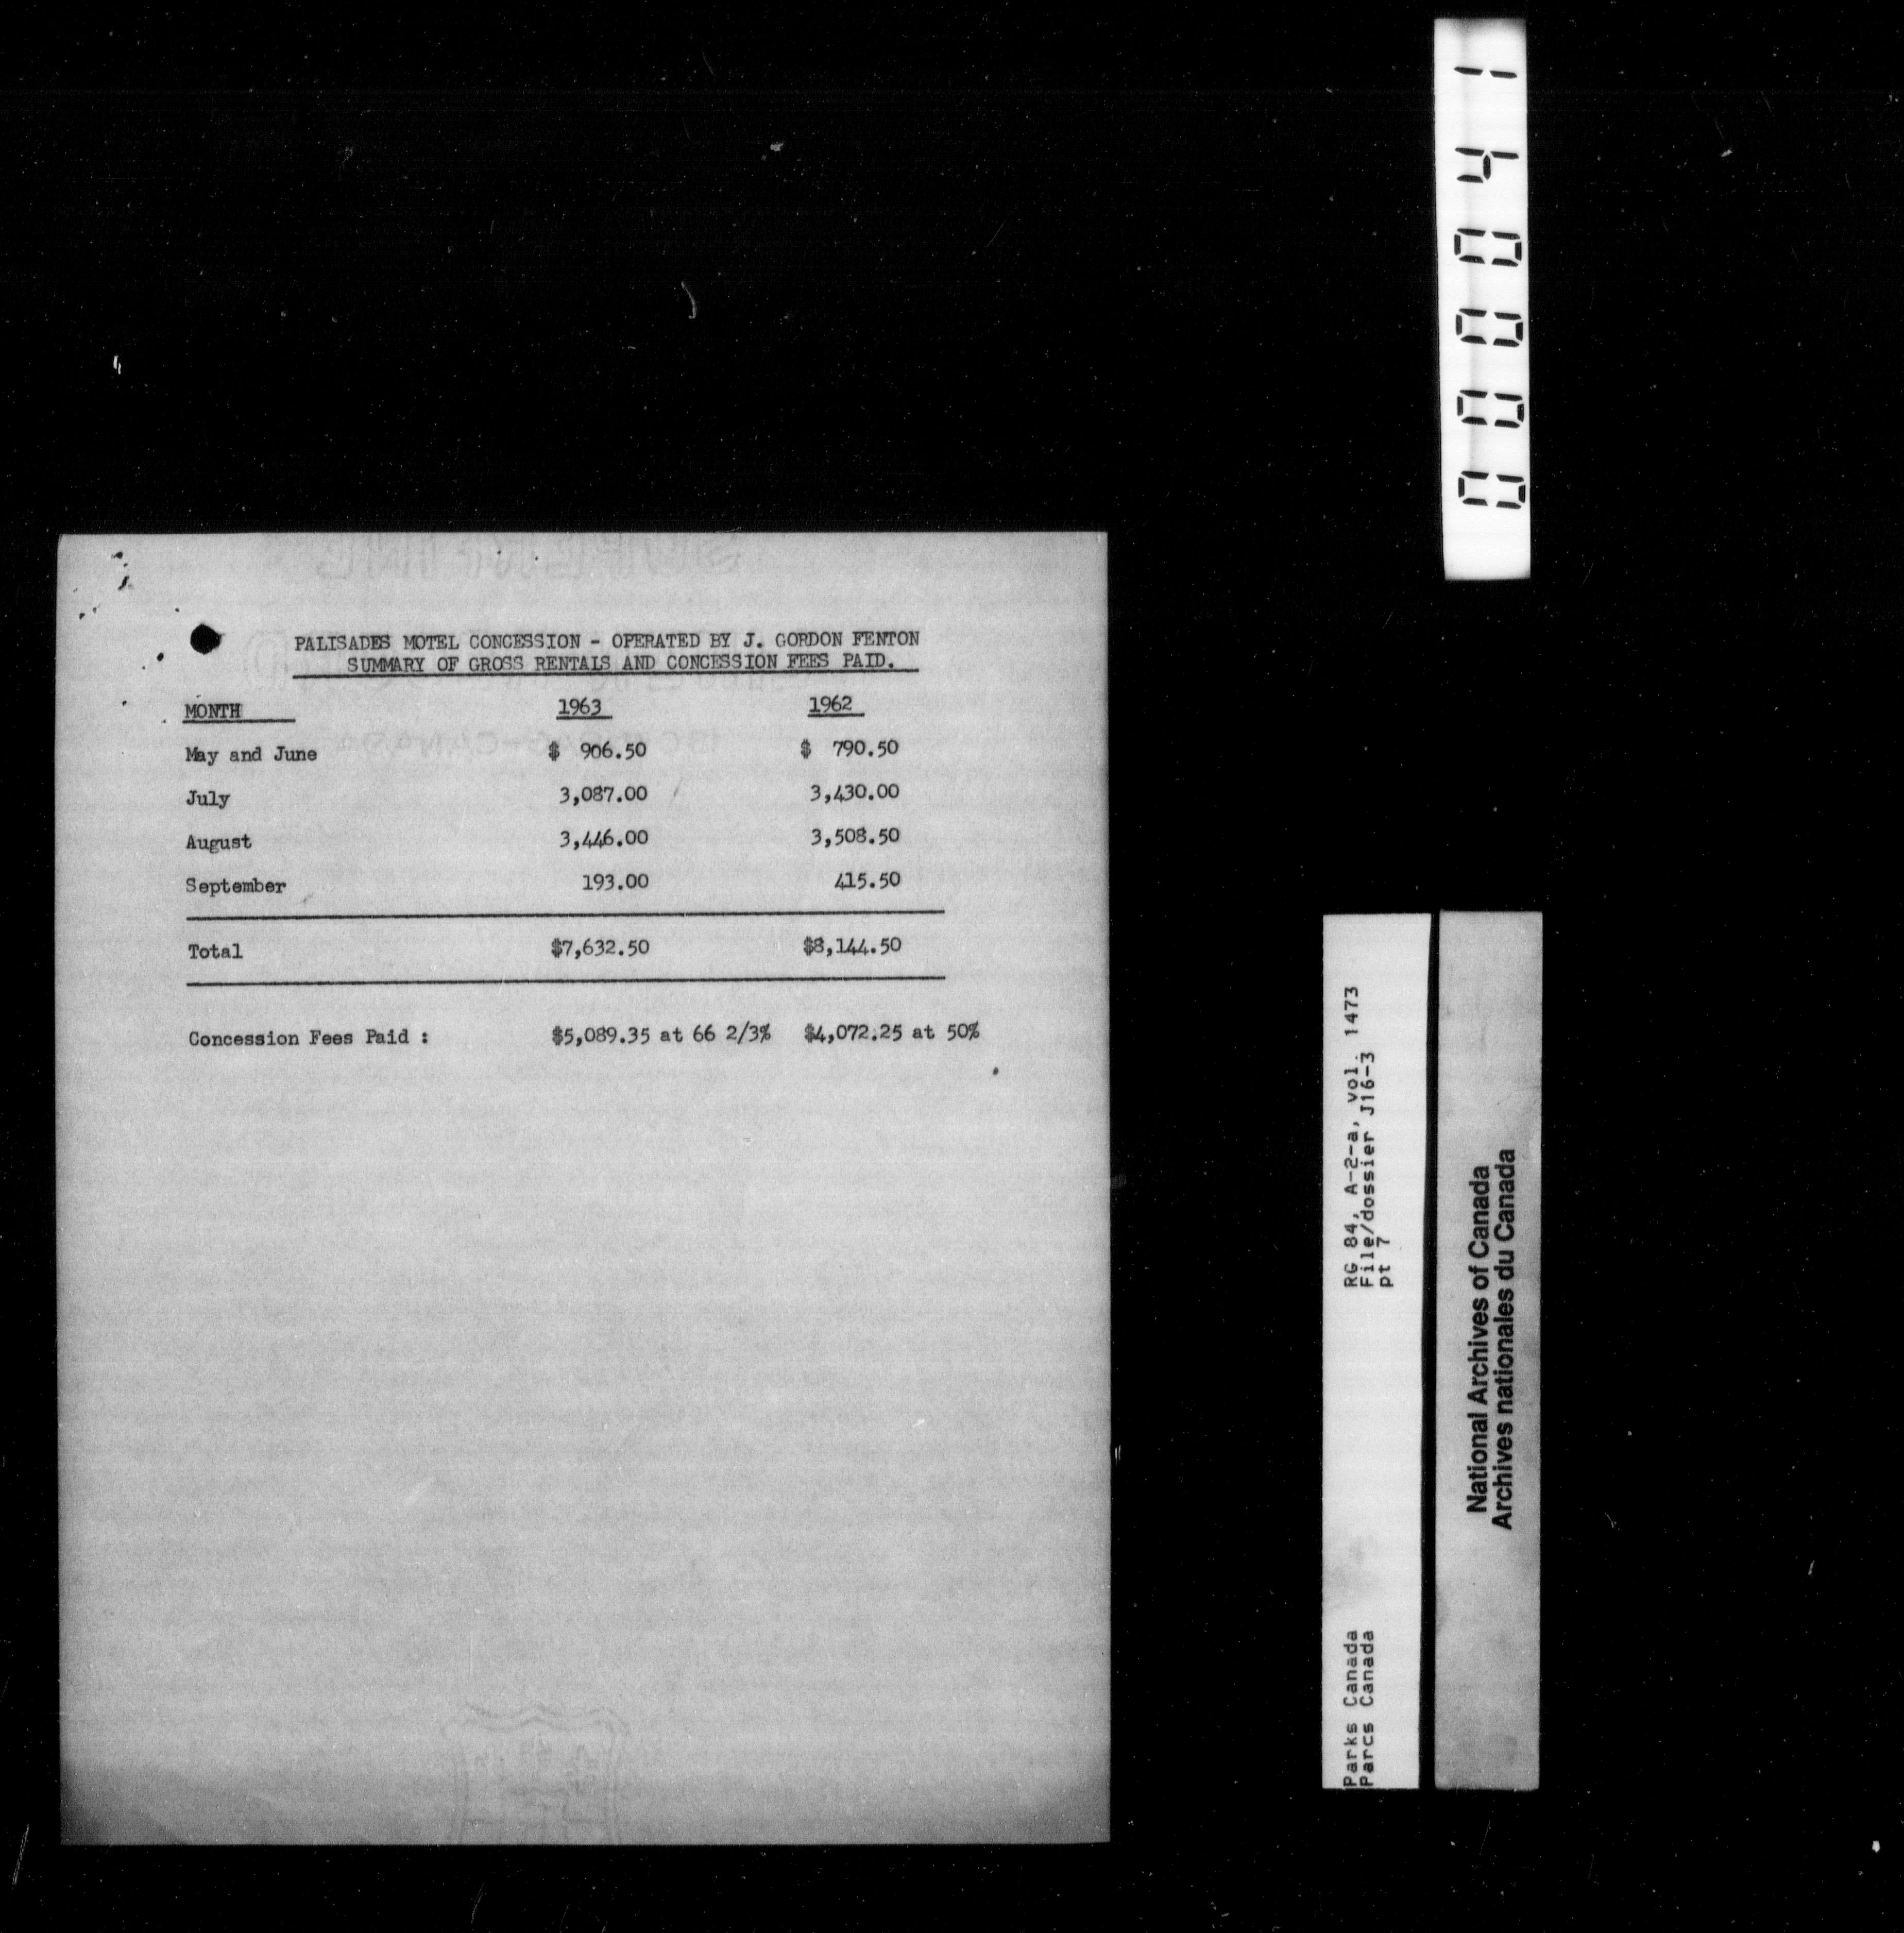 PALISADES MOTEL CONCESSION - OPERATED BY J. GORDON FENTON
SUMMARY OF GROSS RENTALS AND CONCESSION FEES PAID.
MONTH 1963 1962
May and June $ 906.50 $ 790.50
July 3,087.00 3,430.00
August 3,446.00 3,508.50
September 193.00 415.50
Total $7,632.50 $8,144.50
Concession Fees Paid : $5,089.35 at 66 2/3% $4,072.25 at 50%
RG 84, A-2-a, vol. 1473
File/dossier J16-3
pt 7
Parks Canada
Parcs Canada
National Archives of Canada
Archives nationales du Canada